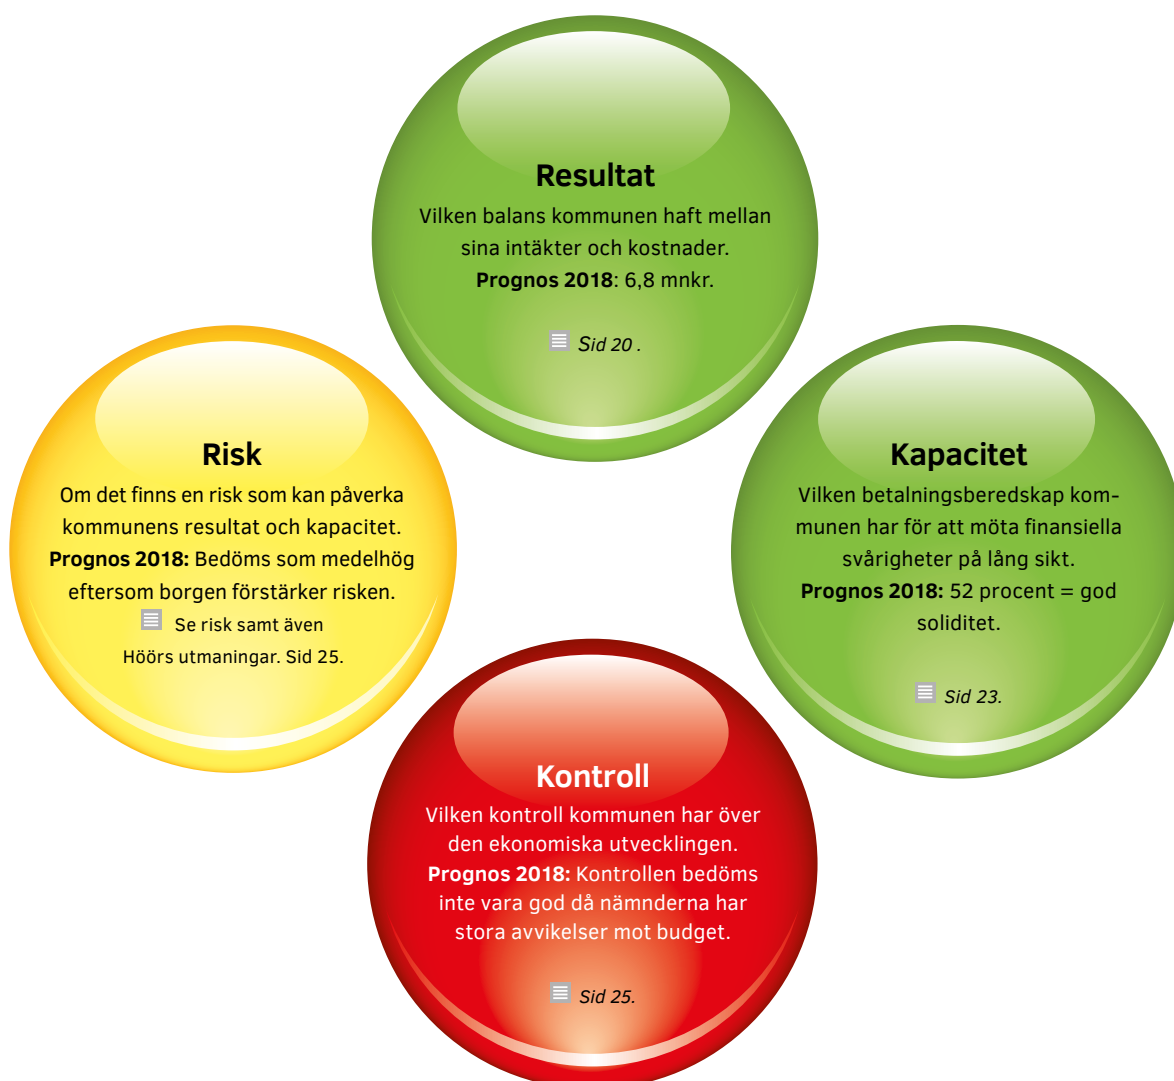 Resultat
Vilken balans kommunen haft mellan
sina intäkter och kostnader.
Prognos 2018: 6,8 mnkr.
Sid 20 .
Risk
Om det finns en risk som kan påverka
kommunens resultat och kapacitet.
Prognos 2018: Bedöms som medelhög
eftersom borgen förstärker risken.
Se risk samt även
Höörs utmaningar. Sid 25.
Kapacitet
Vilken betalningsberedskap kom-
munen har för att möta finansiella
svårigheter på lång sikt.
Prognos 2018: 52 procent = god
soliditet.
Sid 23.
Kontroll
Vilken kontroll kommunen har över
den ekonomiska utvecklingen.
Prognos 2018: Kontrollen bedöms
inte vara god då nämnderna har
stora avvikelser mot budget.
Sid 25.